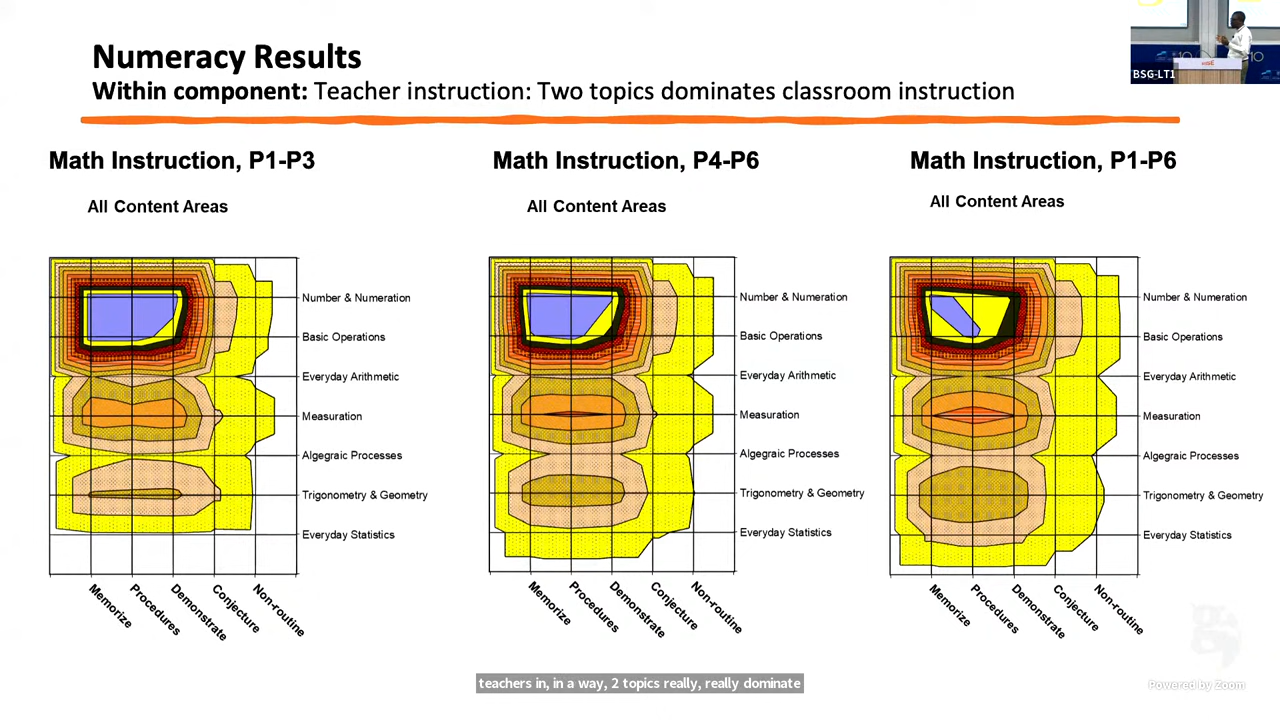 Numeracy Results
Within component: Teacher instruction: Two topics dominates classroom instruction
BSG-LT1
Math Instruction, P1-P3
All Content Areas
Number & Numeration
Basic Operations
Everyday Arithmetic
Measuration
Algegraic Processes
Trigonometry & Geometry
Everyday Statistics
Memorize
Procedures
Demonstrate
Conjecture
Non-routine
Math Instruction, P4-P6
All Content Areas
Number & Numeration
Basic Operations
Everyday Arithmetic
Measuration
Algegraic Processes
Trigonometry & Geometry
Everyday Statistics
Memorize
Procedures
Demonstrate
Conjecture
Non-routine
Math Instruction, P1-P6
All Content Areas
Number & Numeration
Basic Operations
Everyday Arithmetic
Measuration
Algegraic Processes
Trigonometry & Geometry
Everyday Statistics
Memorize
Procedures
Demonstrate
Conjecture
Non-routine
teachers in, in a way, 2 topics really, really dominate
Powered by Zoom